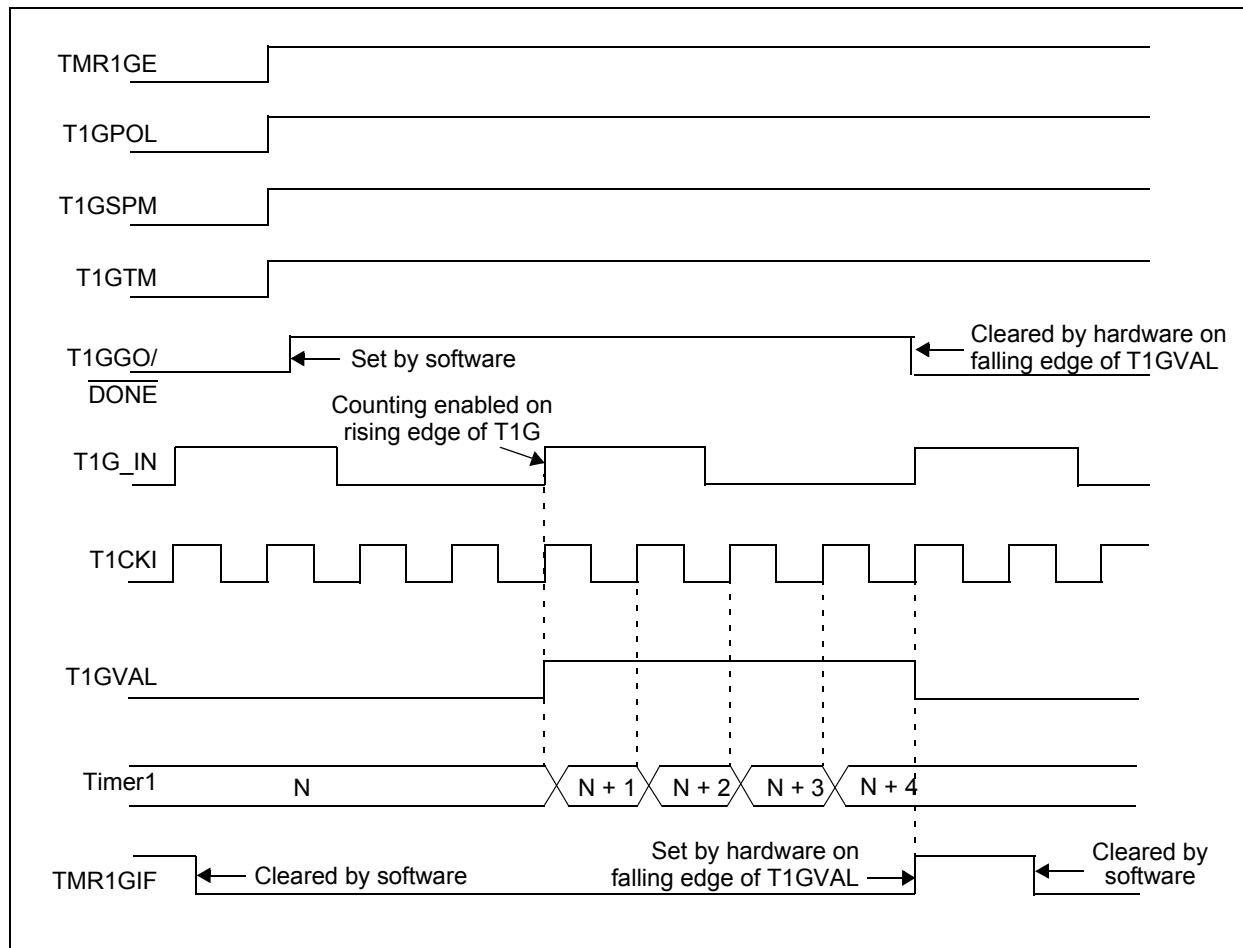 TMR1GE
T1GPOL
T1GSPM
T1GTM
T1GGO/
DONE
Set by software
Cleared by hardware on
falling edge of T1GVAL
Counting enabled on
rising edge of T1G
T1G_IN
T1CKI
T1GVAL
Timer1
N
N + 1
N + 2
N + 3
N + 4
TMR1GIF
Cleared by software
Set by hardware on
falling edge of T1GVAL
Cleared by
software